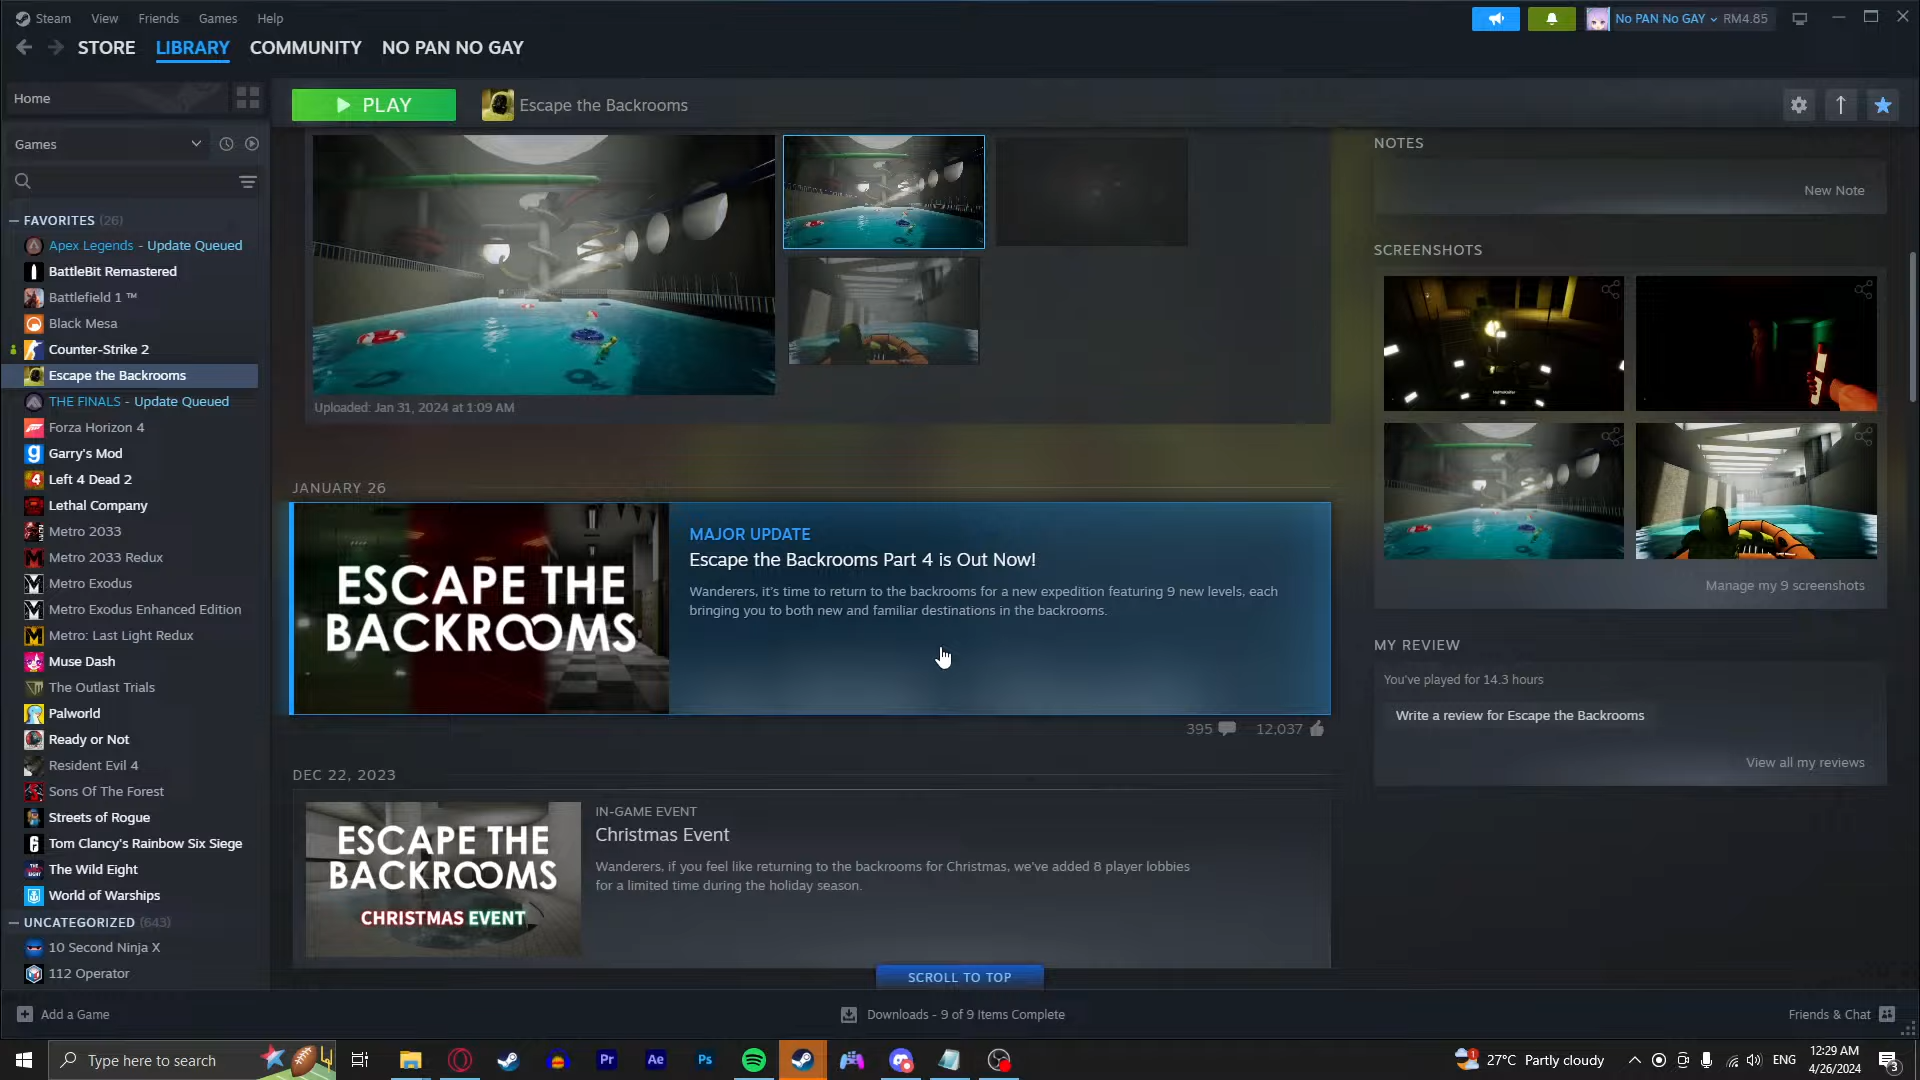 Steam View Friends Games Help
No PAN No GAY RM4.85
STORE LIBRARY COMMUNITY NO PAN NO GAY
Home
PLAY Escape the Backrooms
Games
FAVORITES (26)
Apex Legends - Update Queued
BattleBit Remastered
Battlefield 1 ™
Black Mesa
Counter-Strike 2
Escape the Backrooms
THE FINALS - Update Queued
Forza Horizon 4
Garry's Mod
Left 4 Dead 2
Lethal Company
Metro 2033
Metro 2033 Redux
Metro Exodus
Metro Exodus Enhanced Edition
Metro: Last Light Redux
Muse Dash
The Outlast Trials
Palworld
Ready or Not
Resident Evil 4
Sons Of The Forest
Streets of Rogue
Tom Clancy's Rainbow Six Siege
The Wild Eight
World of Warships
UNCATEGORIZED (643)
10 Second Ninja X
112 Operator
Add a Game
Uploaded: Jan 31, 2024 at 1:09 AM
JANUARY 26
ESCAPE THE
BACKROOMS
MAJOR UPDATE
Escape the Backrooms Part 4 is Out Now!
Wanderers, it's time to return to the backrooms for a new expedition featuring 9 new levels, each
bringing you to both new and familiar destinations in the backrooms.
395 12,037
DEC 22, 2023
ESCAPE THE
BACKROOMS
CHRISTMAS EVENT
IN-GAME EVENT
Christmas Event
Wanderers, if you feel like returning to the backrooms for Christmas, we've added 8 player lobbies
for a limited time during the holiday season.
SCROLL TO TOP
NOTES
New Note
SCREENSHOTS
Manage my 9 screenshots
MY REVIEW
You've played for 14.3 hours
Write a review for Escape the Backrooms
View all my reviews
Downloads - 9 of 9 Items Complete
Friends & Chat
Type here to search
Pr Ae Ps
1 27°C Partly cloudy
ENG
12:29 AM
4/26/2024
3